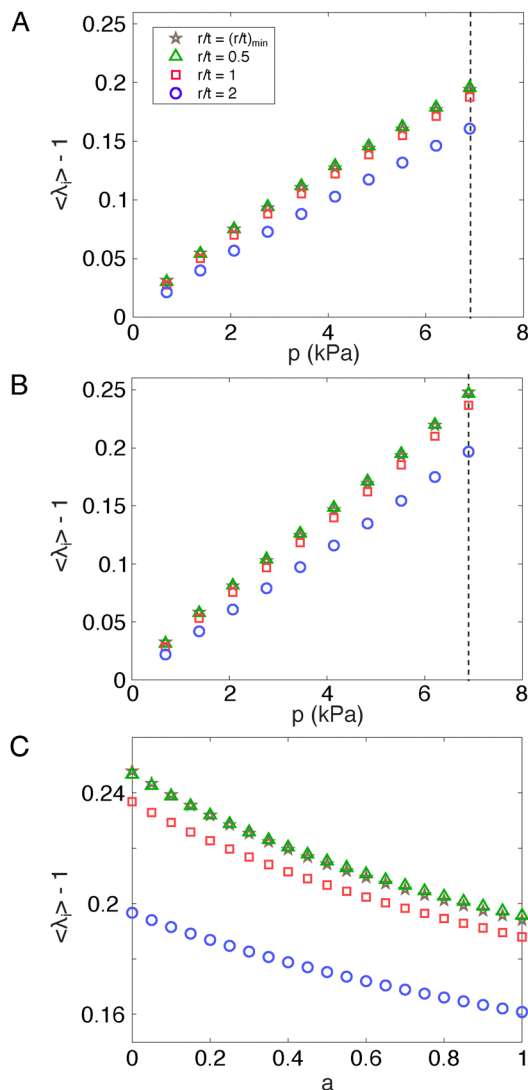 A
0.25
0.2
0.15
0.1
0.05
0
<λᵢ> - 1
r/t = (r/t)min
r/t = 0.5
r/t = 1
r/t = 2
0 2 4 6 8
p (kPa)
B
0.25
0.2
0.15
0.1
0.05
0
<λᵢ> - 1
0 2 4 6 8
p (kPa)
C
0.24
0.2
0.16
<λᵢ> - 1
0 0.2 0.4 0.6 0.8 1
a